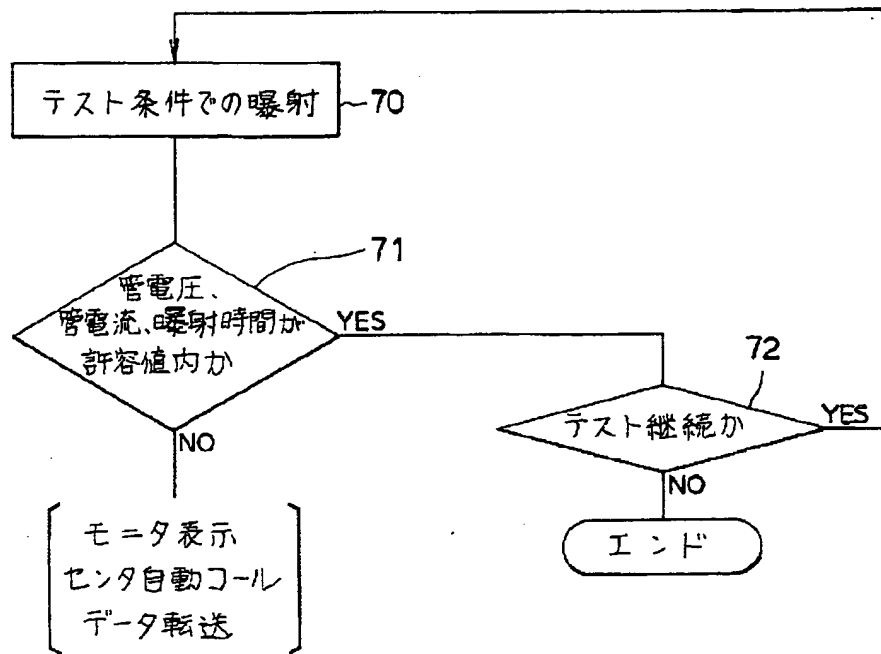 テスト条件での曝射
70
71
管電圧、
管電流、曝射時間が
許容値内か
YES
NO
72
テスト継続か
YES
NO
モニタ表示
センタ自動コール
データ転送
エンド